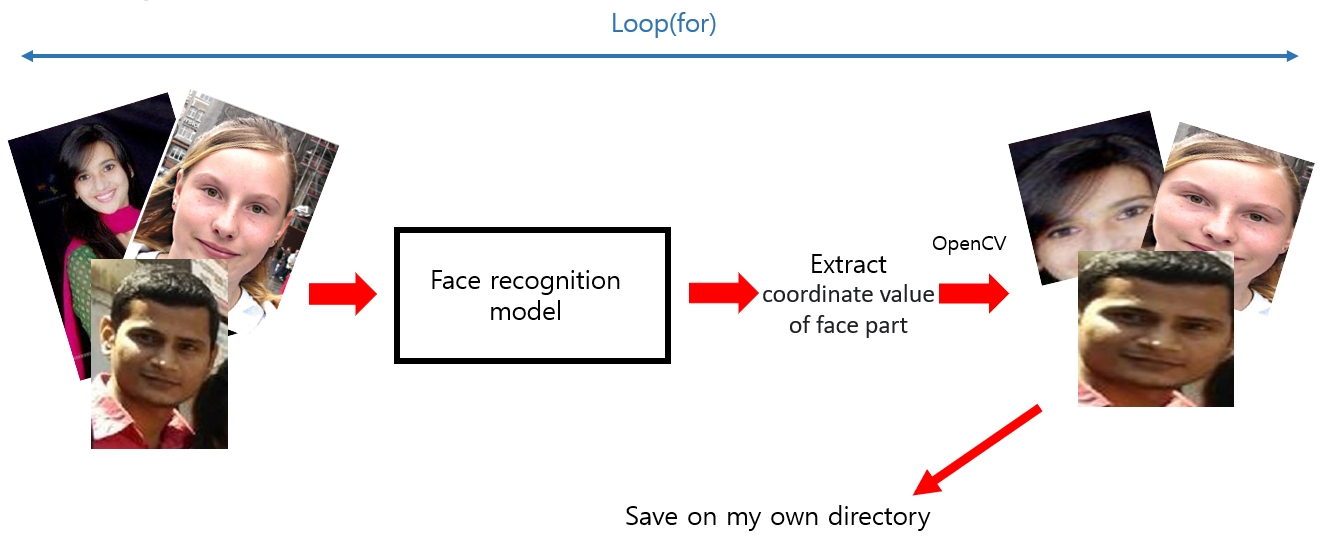 Loop(for)
Face recognition
model
Extract
coordinate value
of face part
OpenCV
Save on my own directory